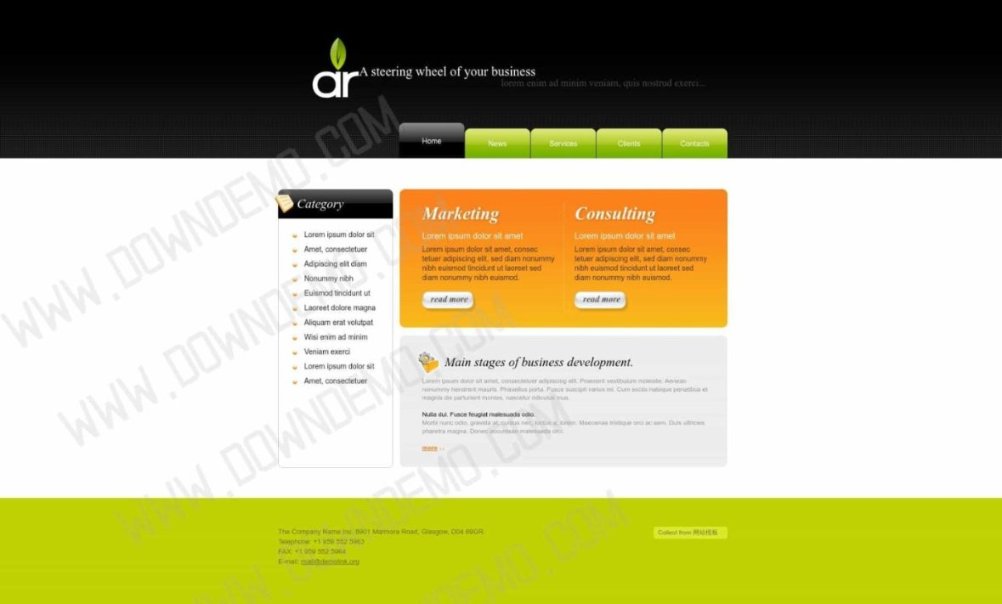 ar
A steering wheel of your business
lorem enim ad minim veniam, quis nostrud exerci...
Home
News
Services
Clients
Contacts
Category
Lorem ipsum dolor sit
Amet, consectetuer
Adipiscing elit diam
Nonummy nibh
Euismod tincidunt ut
Laoreet dolore magna
Aliquam erat volutpat
Wisi enim ad minim
Veniam exerci
Lorem ipsum dolor sit
Amet, consectetuer
Marketing
Lorem ipsum dolor sit amet
Lorem ipsum dolor sit amet, consec
tetuer adipiscing elit, sed diam nonummy
nibh euismod tincidunt ut laoreet sed
diam nonummy nibh euismod.
read more
Consulting
Lorem ipsum dolor sit amet
Lorem ipsum dolor sit amet, consec
tetuer adipiscing elit, sed diam nonummy
nibh euismod tincidunt ut laoreet sed
diam nonummy nibh euismod.
read more
Main stages of business development.
Lorem ipsum dolor sit amet, consectetuer adipiscing elit. Praesent vestibulum molestie. Aenean
nonummy hendrerit mauris. Phasellus porta. Fusce suscipit varius mi. Cum sociis natoque penatibus et
magnis dis parturient montes, nascetur ridiculus mus.
Nulla dui. Fusce feugiat malesuada odio.
Morbi nunc odio, gravida at, cursus nec, luctus a, lorem. Maecenas tristique orci ac sem. Duis ultricies
pharetra magna. Donec accumsan malesuada orci.
more
The Company Name Inc. 8901 Marmora Road, Glasgow, D04 89GR.
Telephone: +1 959 552 5963
FAX: +1 959 552 5964
E-mail: mail@demolink.org
Collect from 网站模板
WWW.DOWNDEMO.COM
WWW.DOWNDEMO.COM
WWW.DOWNDEMO.COM
WWW.DOWNDEMO.COM